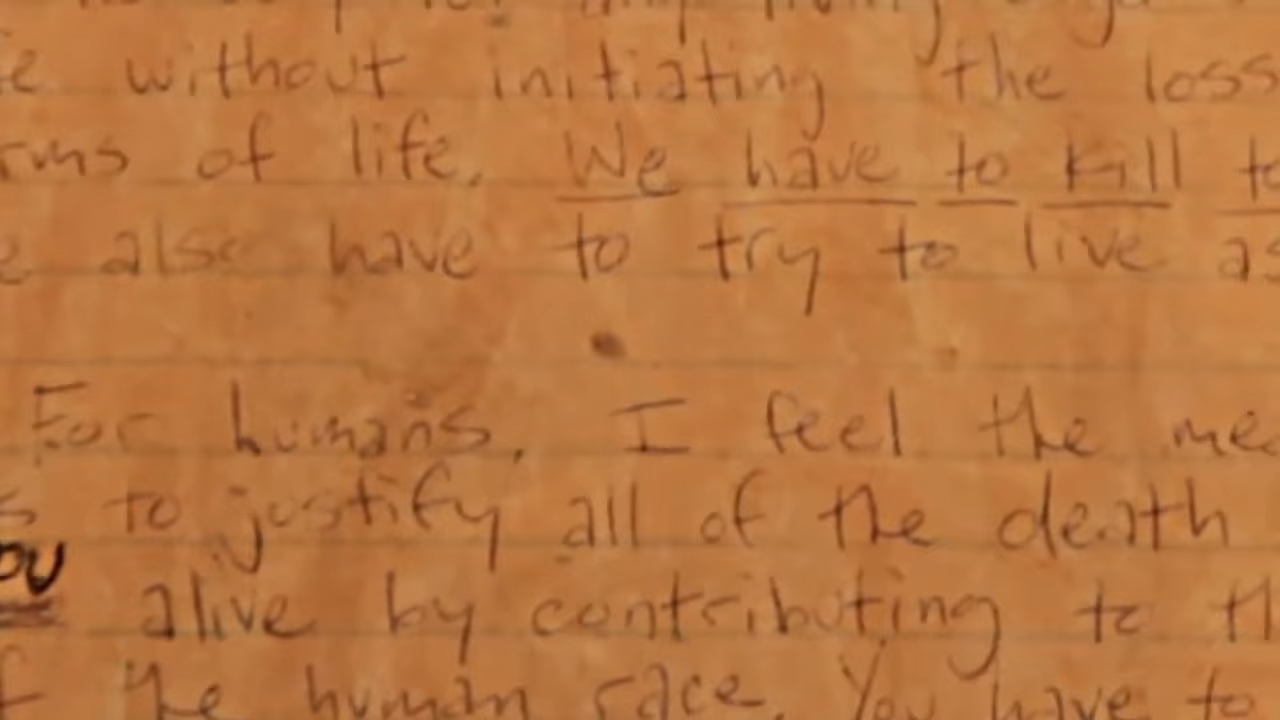 without initiating the loss
of life. We have to kill
also have to try to live as
For humans, I feel the
to justify all of the death
alive by contributing to
the human race. You have to